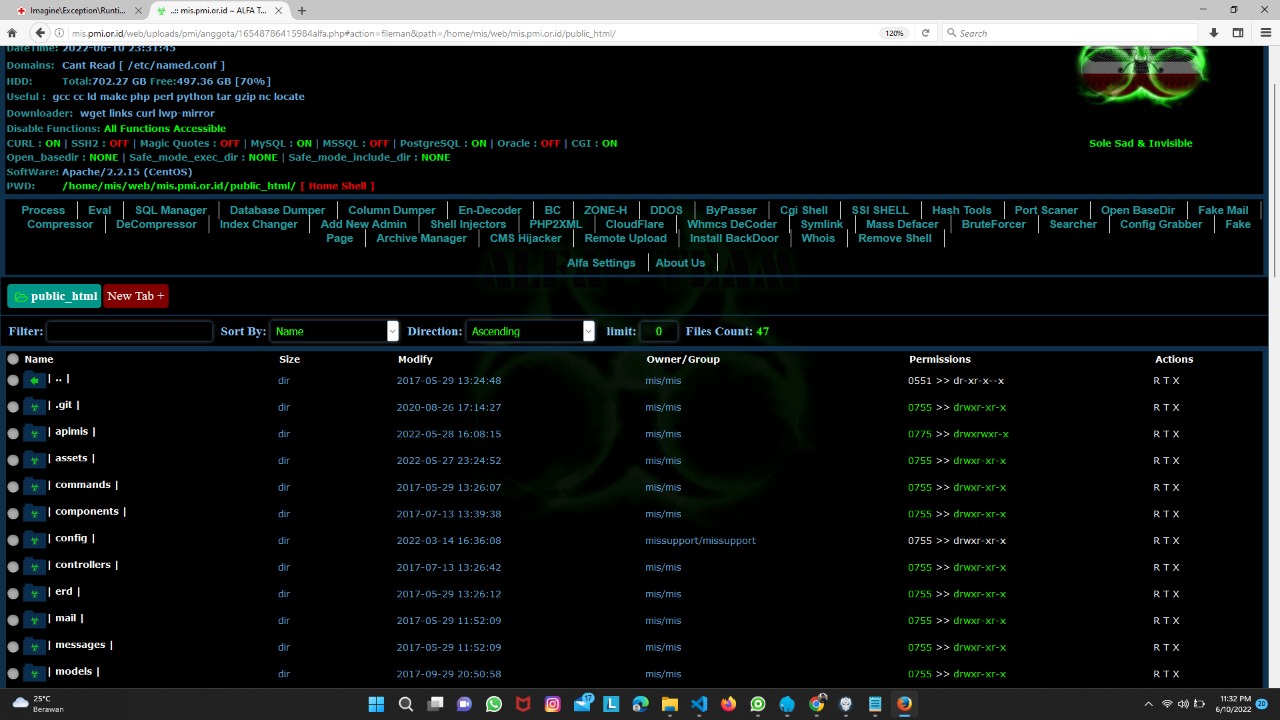 Imagine\Exception\Runti
..: mis.pmi.or.id ~ ALFA T...
mis.pmi.or.id/web/uploads/pmi/anggota/16548786415984alfa.php#action=fileman&path=/home/mis/web/mis.pmi.or.id/public_html/
120%
Search
DateTime: 2022-06-10 23:31:45
Domains: Cant Read [ /etc/named.conf ]
HDD: Total:702.27 GB Free:497.36 GB [70%]
Useful : gcc cc ld make php perl python tar gzip nc locate
Downloader: wget links curl lwp-mirror
Disable Functions: All Functions Accessible
CURL : ON | SSH2 : OFF | Magic Quotes : OFF | MySQL : ON | MSSQL : OFF | PostgreSQL : ON | Oracle : OFF | CGI : ON
Sole Sad & Invisible
Open_basedir : NONE | Safe_mode_exec_dir : NONE | Safe_mode_include_dir : NONE
SoftWare: Apache/2.2.15 (CentOS)
PWD: /home/mis/web/mis.pmi.or.id/public_html/ [ Home Shell ]
Process Eval SQL Manager Database Dumper Column Dumper En-Decoder BC ZONE-H DDOS ByPasser Cgi Shell SSI SHELL Hash Tools Port Scaner Open BaseDir Fake Mail
Compressor DeCompressor Index Changer Add New Admin Shell Injectors PHP2XML CloudFlare Whmcs DeCoder Symlink Mass Defacer BruteForcer Searcher Config Grabber Fake
Page Archive Manager CMS Hijacker Remote Upload Install BackDoor Whois Remove Shell
Alfa Settings About Us
public_html New Tab +
Filter: Sort By: Name Direction: Ascending limit: 0 Files Count: 47
Name Size Modify Owner/Group Permissions Actions
| .. | dir 2017-05-29 13:24:48 mis/mis 0551 >> dr-xr-x--x R T X
| .git | dir 2020-08-26 17:14:27 mis/mis 0755 >> drwxr-xr-x R T X
| apimis | dir 2022-05-28 16:08:15 mis/mis 0775 >> drwxrwxr-x R T X
| assets | dir 2022-05-27 23:24:52 mis/mis 0755 >> drwxr-xr-x R T X
| commands | dir 2017-05-29 13:26:07 mis/mis 0755 >> drwxr-xr-x R T X
| components | dir 2017-07-13 13:39:38 mis/mis 0755 >> drwxr-xr-x R T X
| config | dir 2022-03-14 16:36:08 missupport/missupport 0755 >> drwxr-xr-x R T X
| controllers | dir 2017-07-13 13:26:42 mis/mis 0755 >> drwxr-xr-x R T X
| erd | dir 2017-05-29 13:26:12 mis/mis 0755 >> drwxr-xr-x R T X
| mail | dir 2017-05-29 11:52:09 mis/mis 0755 >> drwxr-xr-x R T X
| messages | dir 2017-05-29 11:52:09 mis/mis 0755 >> drwxr-xr-x R T X
| models | dir 2017-09-29 20:50:58 mis/mis 0755 >> drwxr-xr-x R T X
25°C
Berawan
17
L
11:32 PM
6/10/2022
20